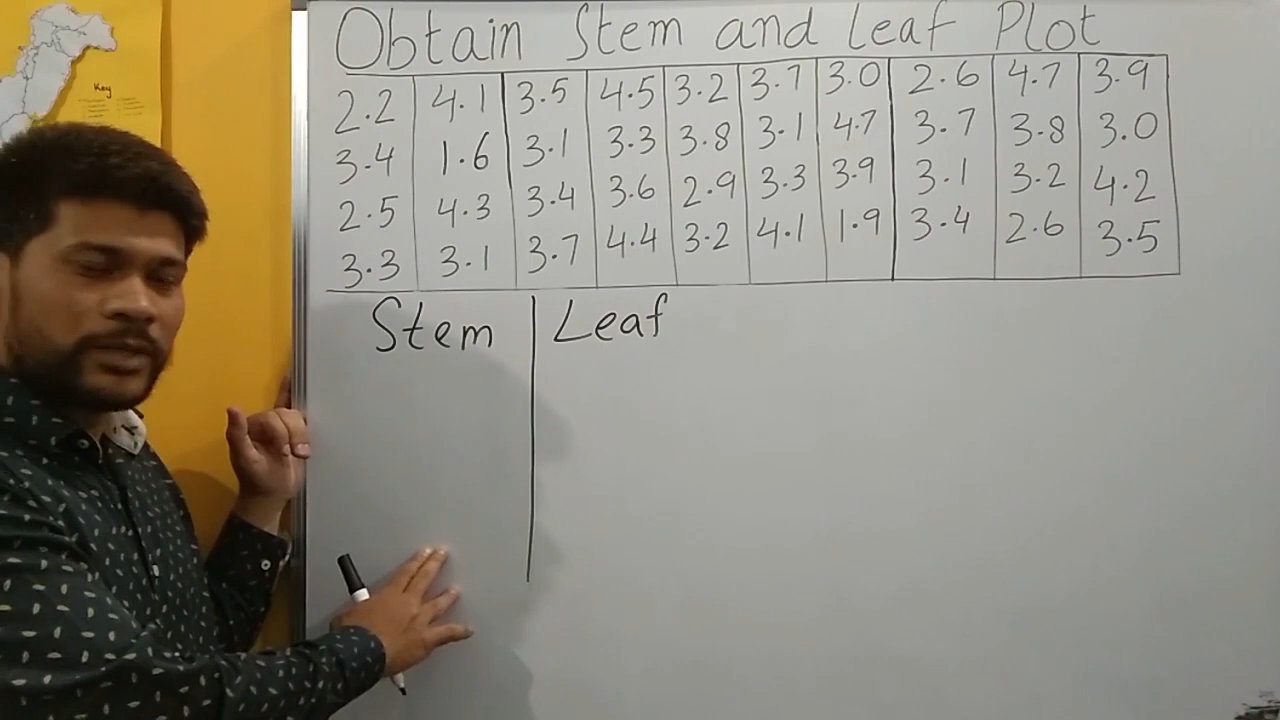 Obtain Stem and Leaf Plot
2.2 4.1 3.5 4.5 3.2 3.7 3.0 2.6 4.7 3.9
3.4 1.6 3.1 3.3 3.8 3.1 4.7 3.7 3.8 3.0
2.5 4.3 3.4 3.6 2.9 3.3 3.9 3.1 3.2 4.2
3.3 3.1 3.7 4.4 3.2 4.1 1.9 3.4 2.6 3.5
Stem Leaf
Key